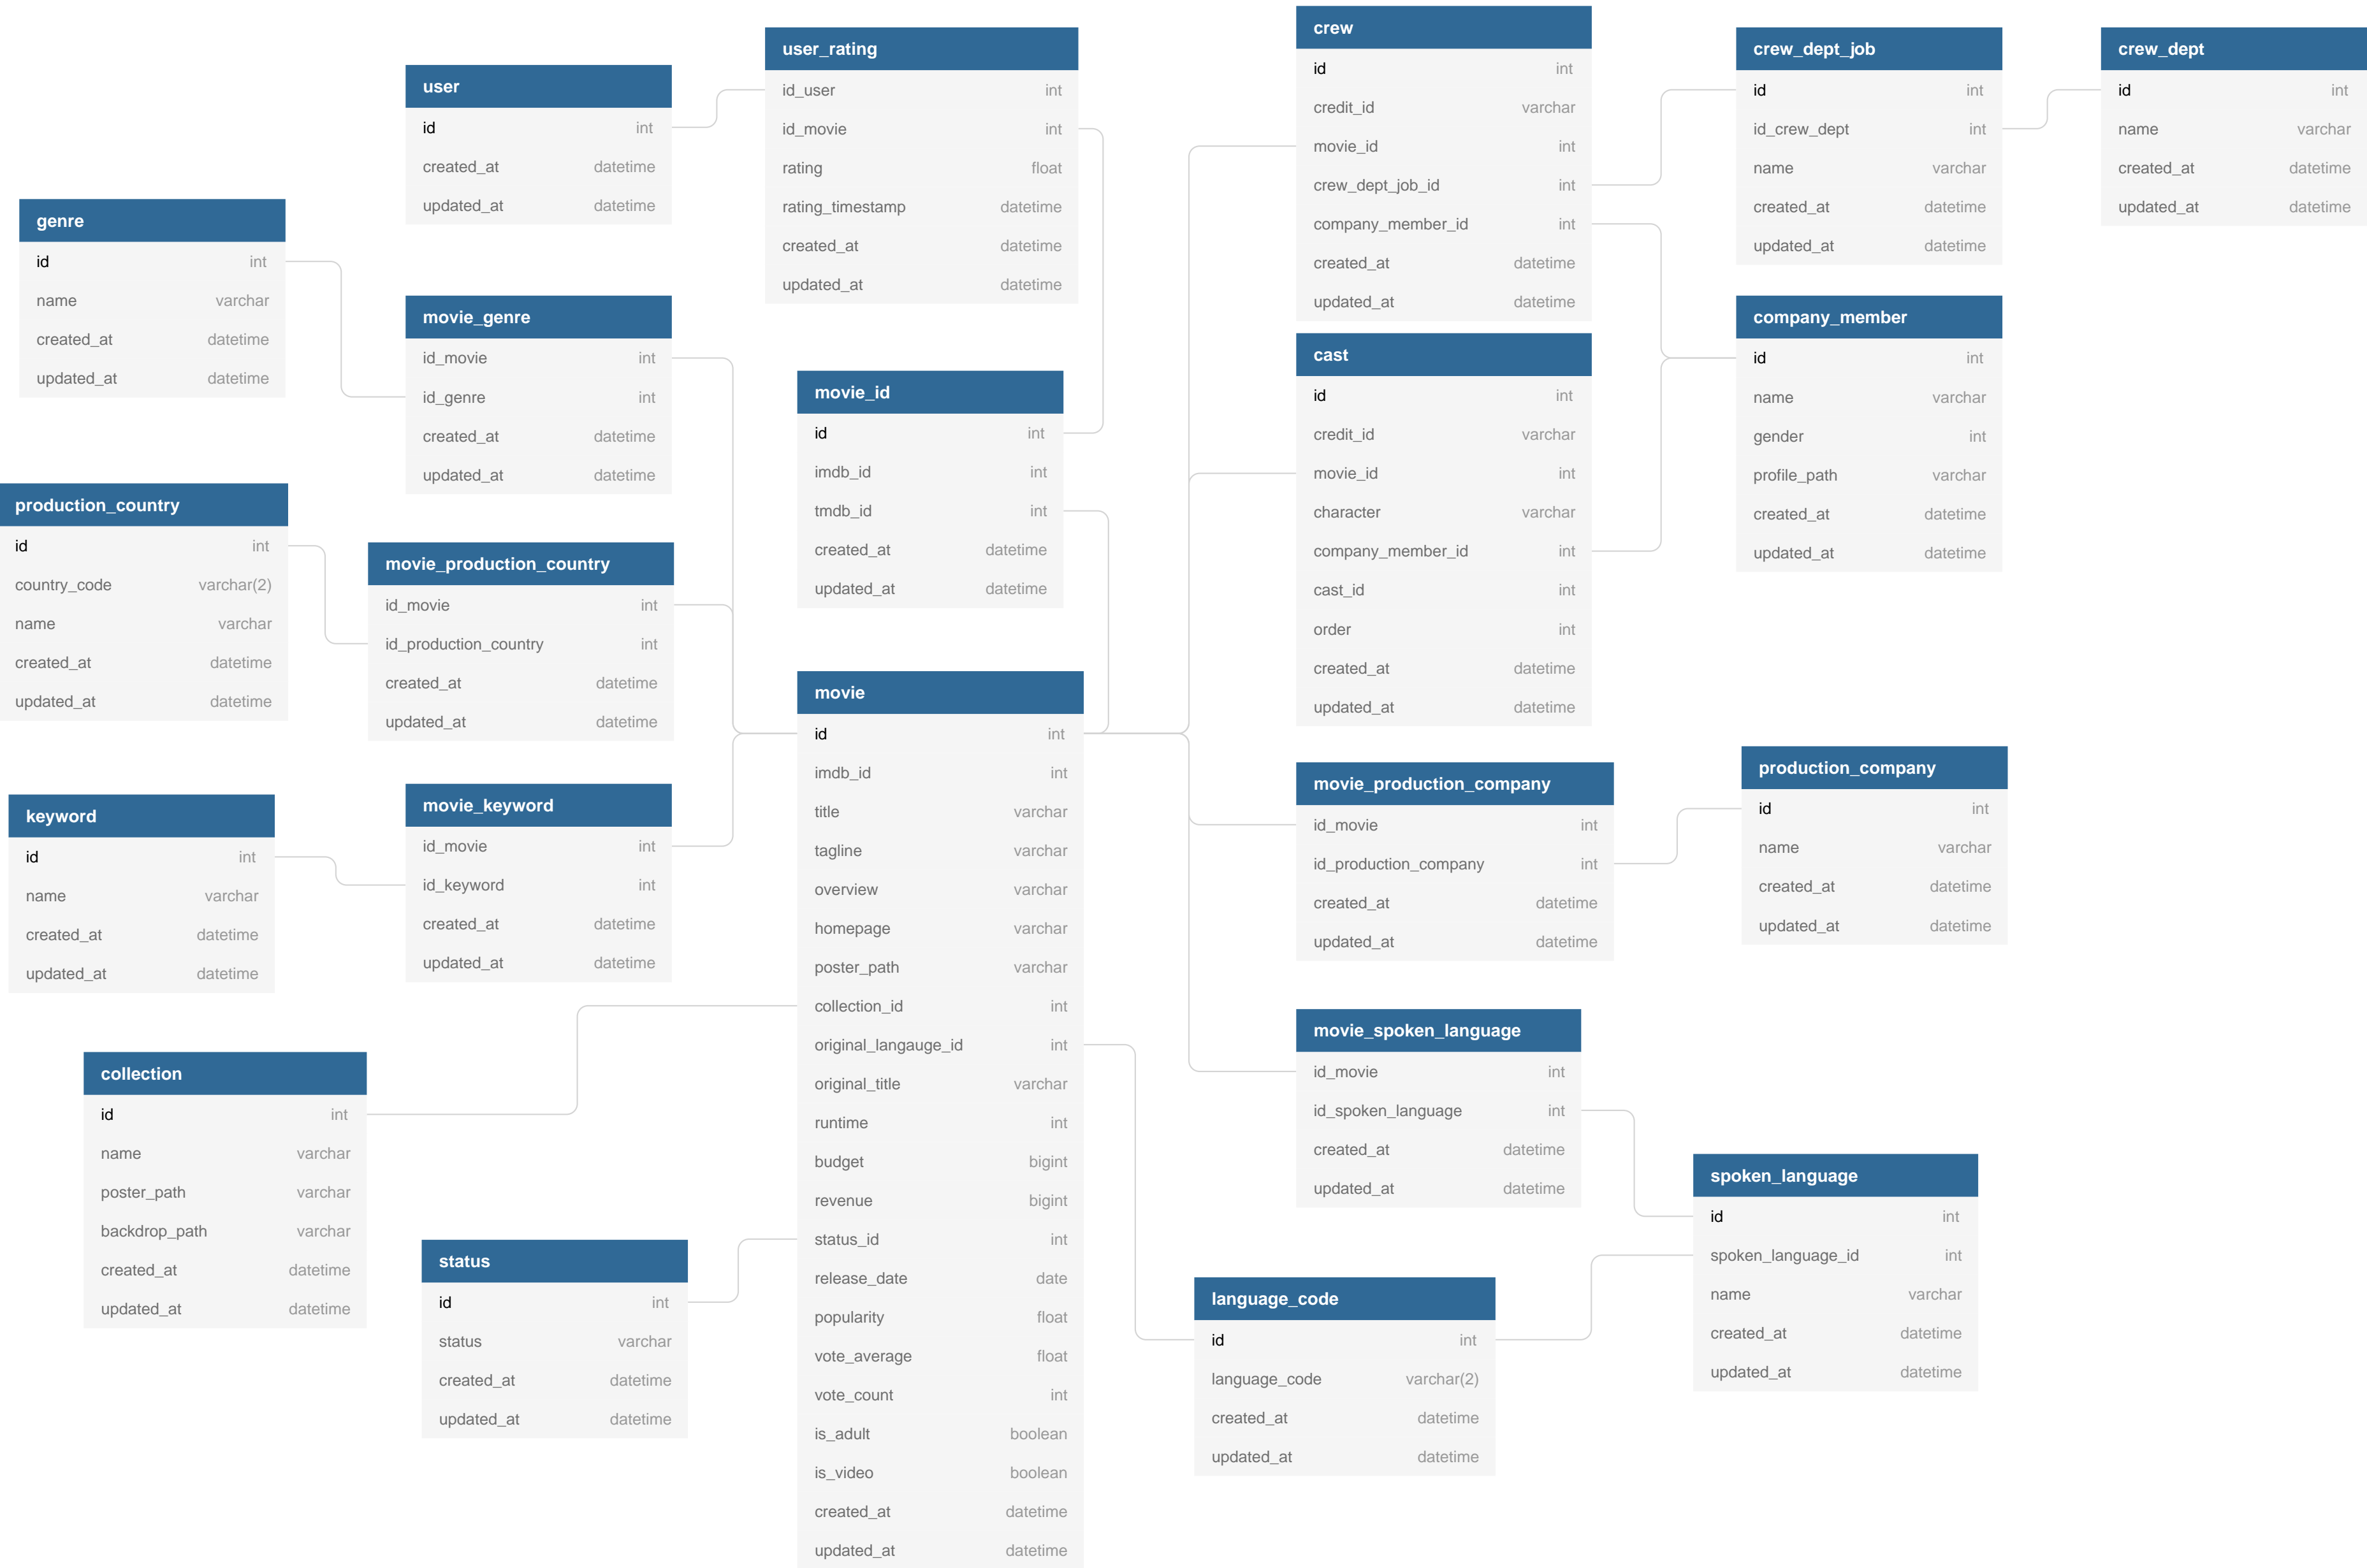 user
id int
created_at datetime
updated_at datetime
user_rating
id_user int
id_movie int
rating float
rating_timestamp datetime
created_at datetime
updated_at datetime
crew
id int
credit_id varchar
movie_id int
crew_dept_job_id int
company_member_id int
created_at datetime
updated_at datetime
crew_dept_job
id int
id_crew_dept int
name varchar
created_at datetime
updated_at datetime
crew_dept
id int
name varchar
created_at datetime
updated_at datetime
genre
id int
name varchar
created_at datetime
updated_at datetime
movie_genre
id_movie int
id_genre int
created_at datetime
updated_at datetime
movie_id
id int
imdb_id int
tmdb_id int
created_at datetime
updated_at datetime
cast
id int
credit_id varchar
movie_id int
character varchar
company_member_id int
cast_id int
order int
created_at datetime
updated_at datetime
company_member
id int
name varchar
gender int
profile_path varchar
created_at datetime
updated_at datetime
production_country
id int
country_code varchar(2)
name varchar
created_at datetime
updated_at datetime
movie_production_country
id_movie int
id_production_country int
created_at datetime
updated_at datetime
keyword
id int
name varchar
created_at datetime
updated_at datetime
movie_keyword
id_movie int
id_keyword int
created_at datetime
updated_at datetime
movie
id int
imdb_id int
title varchar
tagline varchar
overview varchar
homepage varchar
poster_path varchar
collection_id int
original_langauge_id int
original_title varchar
runtime int
budget bigint
revenue bigint
status_id int
release_date date
popularity float
vote_average float
vote_count int
is_adult boolean
is_video boolean
created_at datetime
updated_at datetime
movie_production_company
id_movie int
id_production_company int
created_at datetime
updated_at datetime
production_company
id int
name varchar
created_at datetime
updated_at datetime
collection
id int
name varchar
poster_path varchar
backdrop_path varchar
created_at datetime
updated_at datetime
status
id int
status varchar
created_at datetime
updated_at datetime
movie_spoken_language
id_movie int
id_spoken_language int
created_at datetime
updated_at datetime
spoken_language
id int
spoken_language_id int
name varchar
created_at datetime
updated_at datetime
language_code
id int
language_code varchar(2)
created_at datetime
updated_at datetime